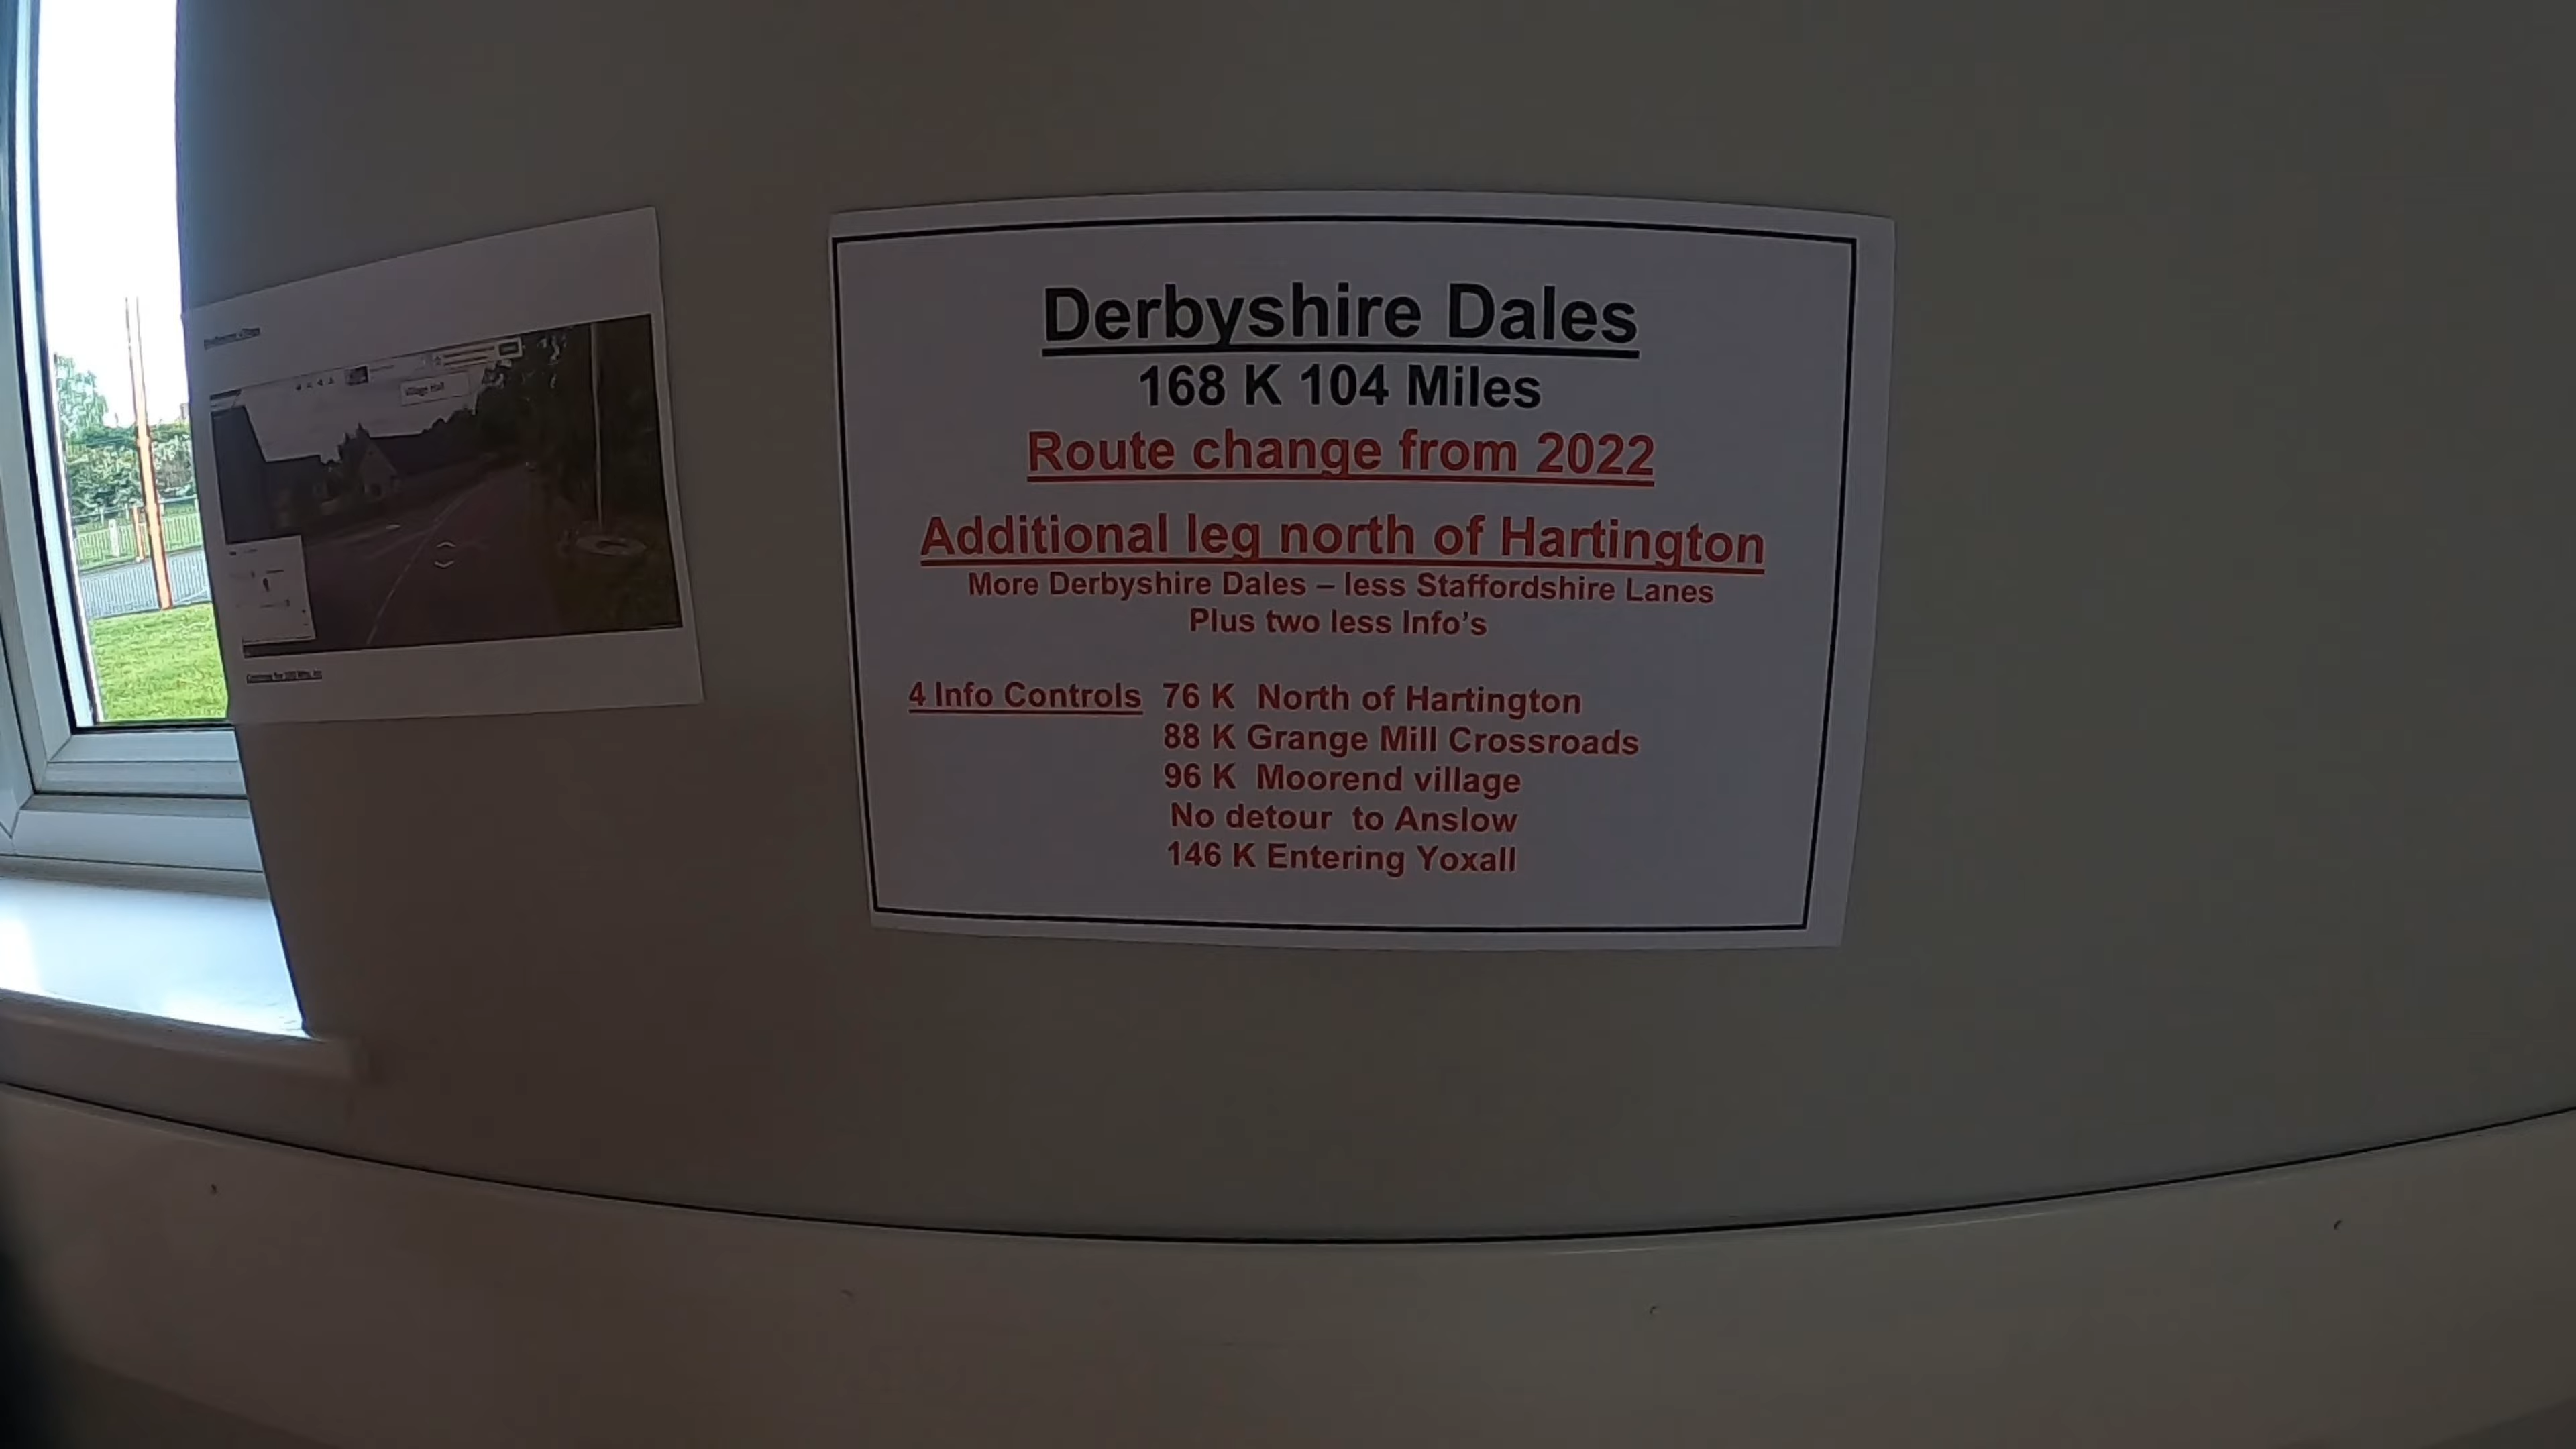 Village Hall
Derbyshire Dales
168 K 104 Miles
Route change from 2022
Additional leg north of Hartington
More Derbyshire Dales – less Staffordshire Lanes
Plus two less Info’s
4 Info Controls 76 K North of Hartington
88 K Grange Mill Crossroads
96 K Moorend village
No detour to Anslow
146 K Entering Yoxall